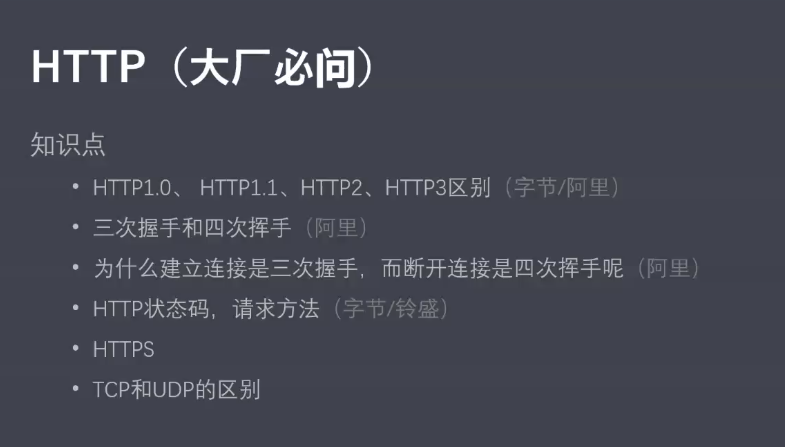 HTTP（大厂必问）
知识点
• HTTP1.0、 HTTP1.1、HTTP2、HTTP3区别（字节/阿里）
• 三次握手和四次挥手（阿里）
• 为什么建立连接是三次握手，而断开连接是四次挥手呢（阿里）
• HTTP状态码，请求方法（字节/铃盛）
• HTTPS
• TCP和UDP的区别